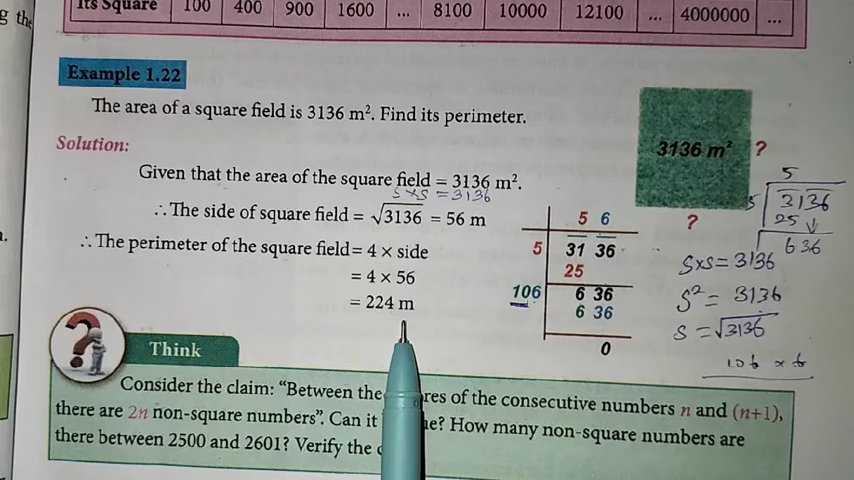 g the
Its Square 100 400 900 1600 ... 8100 10000 12100 ... 4000000 ...
Example 1.22
The area of a square field is 3136 m². Find its perimeter.
3136 m² ?
?
Solution:
Given that the area of the square field = 3136 m².
s×s = 3136
∴The side of square field = √3136 = 56 m
∴The perimeter of the square field = 4 × side
= 4 × 56
= 224 m
5 6
5 31 36
25
106 6 36
6 36
0
5
5 3136
25 ↓
636
s×s = 3136
s² = 3136
s = √3136
106 × 6
Think
Consider the claim: "Between the squares of the consecutive numbers n and (n+1),
there are 2n non-square numbers". Can it ue? How many non-square numbers are
there between 2500 and 2601? Verify the